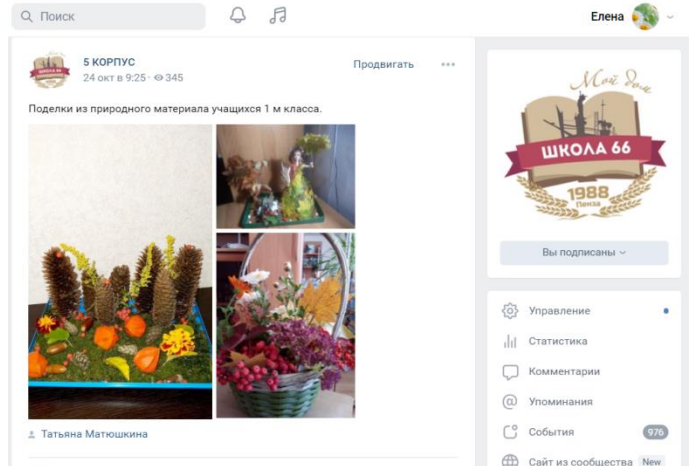 Поиск
Елена
5 КОРПУС
24 окт в 9:25 · 345
Продвигать
Поделки из природного материала учащихся 1 м класса.
Татьяна Матюшкина
Мой дом
ШКОЛА 66
1988
Пенза
Вы подписаны
Управление
Статистика
Комментарии
Упоминания
События 976
Сайт из сообщества New